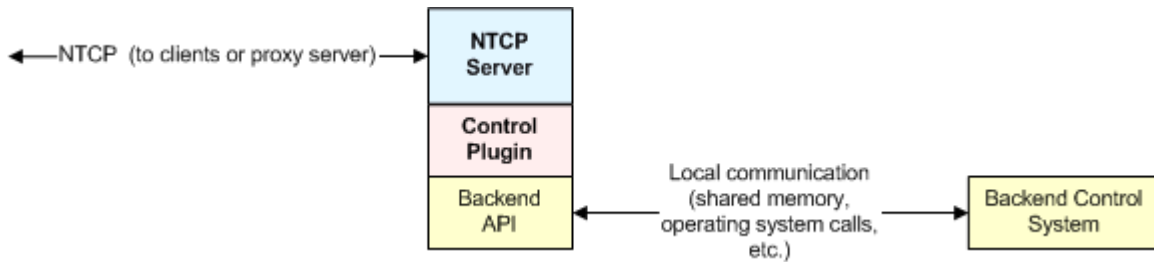 NTCP (to clients or proxy server)
NTCP
Server
Control
Plugin
Backend
API
Local communication
(shared memory,
operating system calls,
etc.)
Backend Control
System